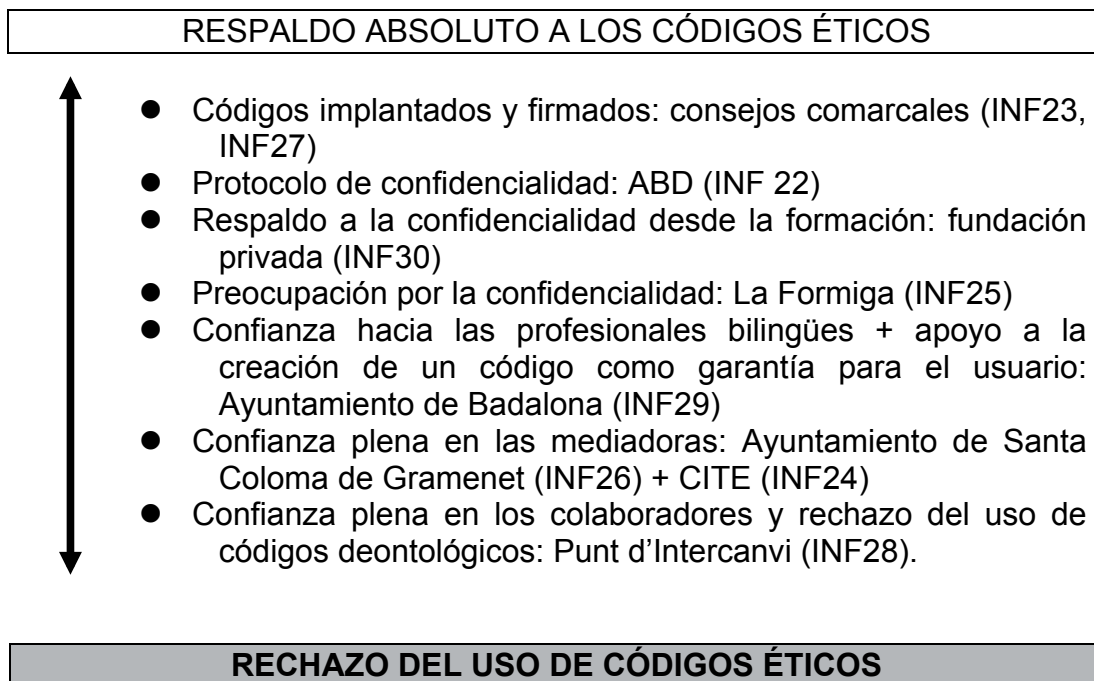 RESPALDO ABSOLUTO A LOS CÓDIGOS ÉTICOS
● Códigos implantados y firmados: consejos comarcales (INF23,
INF27)
● Protocolo de confidencialidad: ABD (INF 22)
● Respaldo a la confidencialidad desde la formación: fundación
privada (INF30)
● Preocupación por la confidencialidad: La Formiga (INF25)
● Confianza hacia las profesionales bilingües + apoyo a la
creación de un código como garantía para el usuario:
Ayuntamiento de Badalona (INF29)
● Confianza plena en las mediadoras: Ayuntamiento de Santa
Coloma de Gramenet (INF26) + CITE (INF24)
● Confianza plena en los colaboradores y rechazo del uso de
códigos deontológicos: Punt d’Intercanvi (INF28).
RECHAZO DEL USO DE CÓDIGOS ÉTICOS